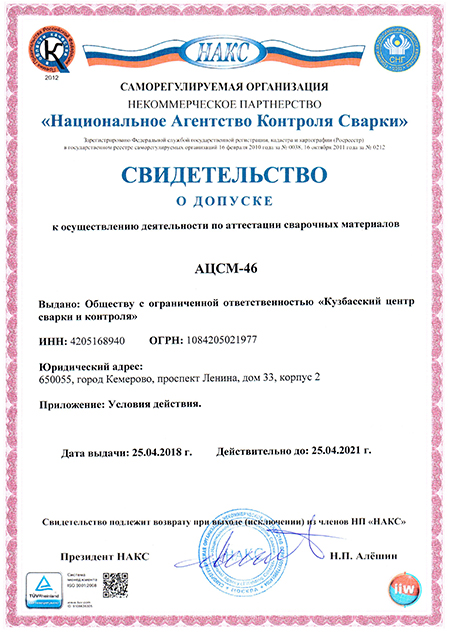 НАКС
СНГ
2012
САМОРЕГУЛИРУЕМАЯ ОРГАНИЗАЦИЯ
НЕКОММЕРЧЕСКОЕ ПАРТНЕРСТВО
«Национальное Агентство Контроля Сварки»
Зарегистрировано Федеральной службой государственной регистрации, кадастра и картографии (Росреестр)
в государственном реестре саморегулируемых организаций 16 февраля 2010 года за № 0038, 16 октября 2011 года за № 0212
СВИДЕТЕЛЬСТВО
О ДОПУСКЕ
к осуществлению деятельности по аттестации сварочных материалов
АЦСМ-46
Выдано: Обществу с ограниченной ответственностью «Кузбасский центр
сварки и контроля»
ИНН: 4205168940 ОГРН: 1084205021977
Юридический адрес:
650055, город Кемерово, проспект Ленина, дом 33, корпус 2
Приложение: Условия действия.
Дата выдачи: 25.04.2018 г. Действительно до: 25.04.2021 г.
Свидетельство подлежит возврату при выходе (исключении) из членов НП «НАКС»
Президент НАКС Н.П. Алёшин
МОСКВА
Система
менеджмента
ISO 9001:2008
TÜVRheinland
iiw